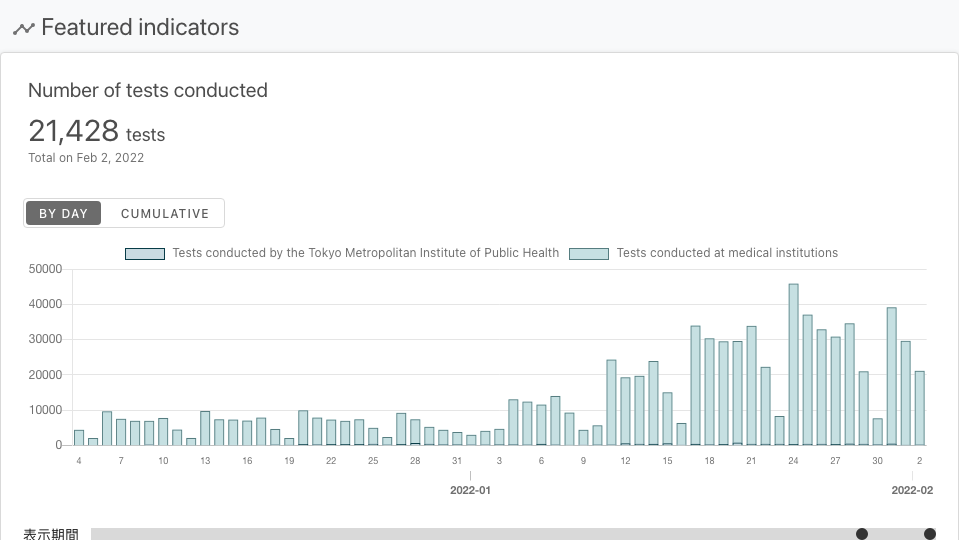 Featured indicators
Number of tests conducted
21,428 tests
Total on Feb 2, 2022
BY DAY CUMULATIVE
Tests conducted by the Tokyo Metropolitan Institute of Public Health Tests conducted at medical institutions
50000
40000
30000
20000
10000
0
4 7 10 13 16 19 22 25 28 31 3 6 9 12 15 18 21 24 27 30 2
2022-01 2022-02
表示期間